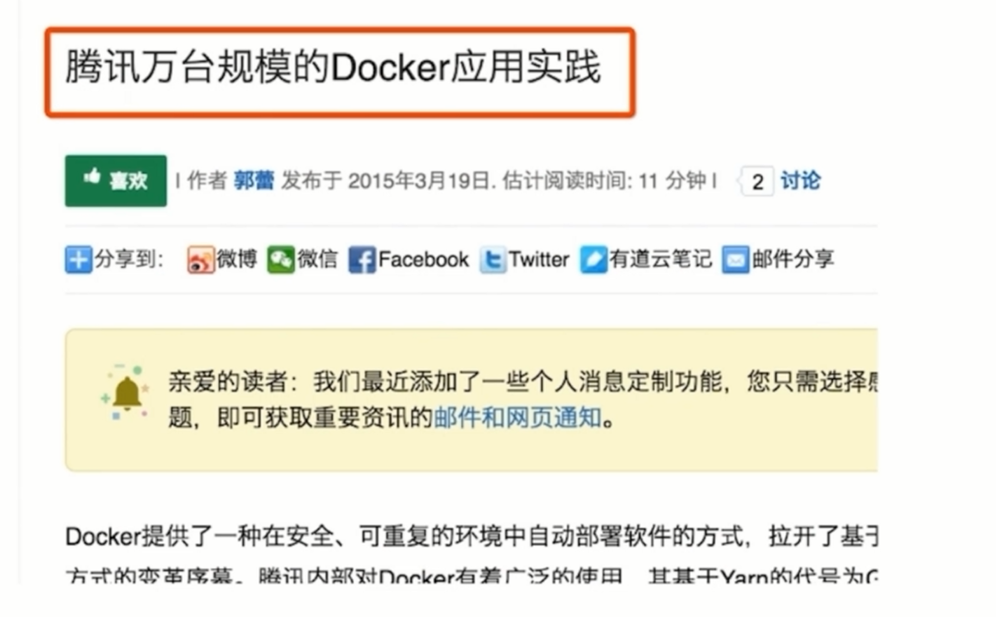 腾讯万台规模的Docker应用实践
喜欢 | 作者 郭蕾 发布于 2015年3月19日. 估计阅读时间: 11 分钟 | 2 讨论
分享到: 微博 微信 Facebook Twitter 有道云笔记 邮件分享
亲爱的读者：我们最近添加了一些个人消息定制功能，您只需选择
题，即可获取重要资讯的邮件和网页通知。
Docker提供了一种在安全、可重复的环境中自动部署软件的方式，拉开了基于
方式的变革序幕。腾讯内部对Docker有着广泛的使用，其基于Yarn的代号为